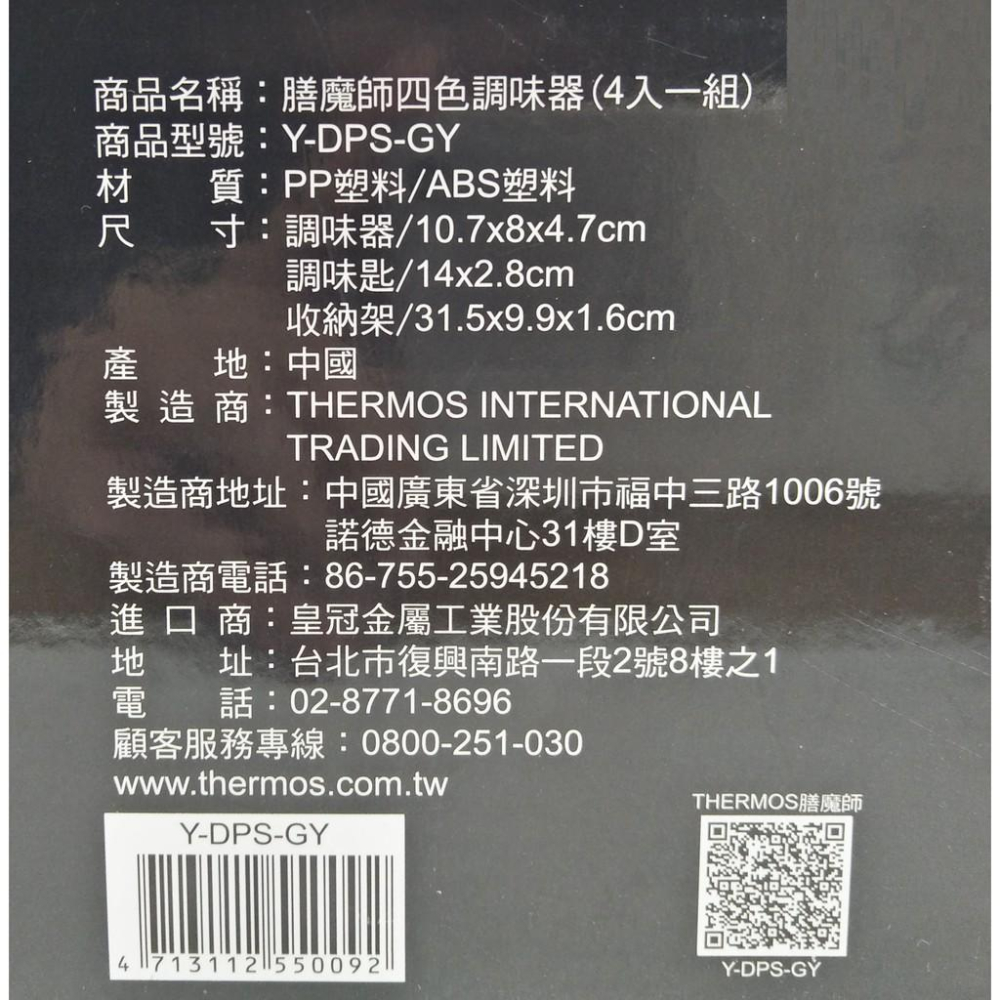 商品名稱：膳魔師四色調味器(4入一組)
商品型號：Y-DPS-GY
材　　質：PP塑料/ABS塑料
尺　　寸：調味器/10.7x8x4.7cm
調味匙/14x2.8cm
收納架/31.5x9.9x1.6cm
產　　地：中國
製 造 商：THERMOS INTERNATIONAL
TRADING LIMITED
製造商地址：中國廣東省深圳市福中三路1006號
諾德金融中心31樓D室
製造商電話：86-755-25945218
進 口 商：皇冠金屬工業股份有限公司
地　　址：台北市復興南路一段2號8樓之1
電　　話：02-8771-8696
顧客服務專線：0800-251-030
www.thermos.com.tw
Y-DPS-GY
4 713112 550092
THERMOS膳魔師
Y-DPS-GY